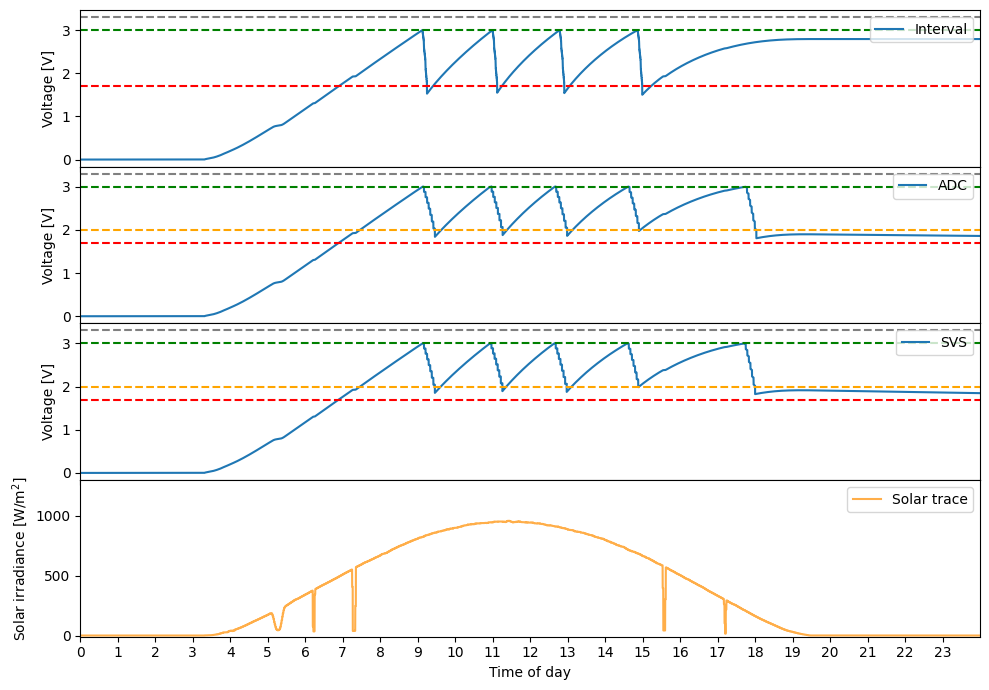 Voltage [V]
3
2
1
0
Interval
Voltage [V]
3
2
1
0
ADC
Voltage [V]
3
2
1
0
SVS
Solar irradiance [W/m²]
1000
500
0
Solar trace
0 1 2 3 4 5 6 7 8 9 10 11 12 13 14 15 16 17 18 19 20 21 22 23
Time of day